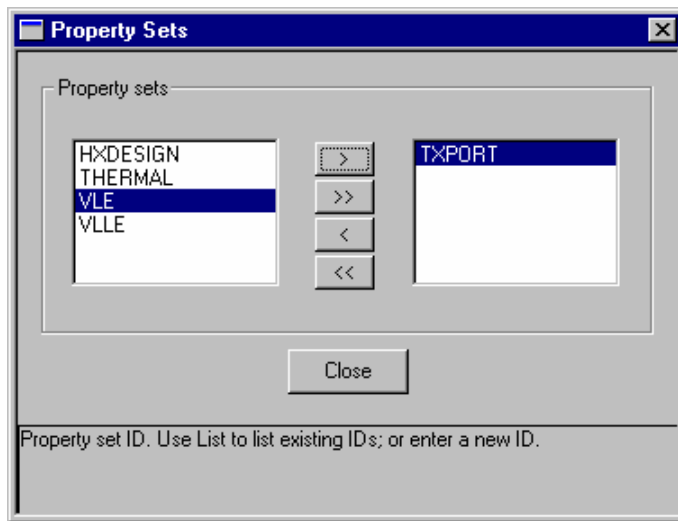 Property Sets
Property sets
HXDESIGN
THERMAL
VLE
VLLE
>
>>
<
<<
TXPORT
Close
Property set ID. Use List to list existing IDs; or enter a new ID.